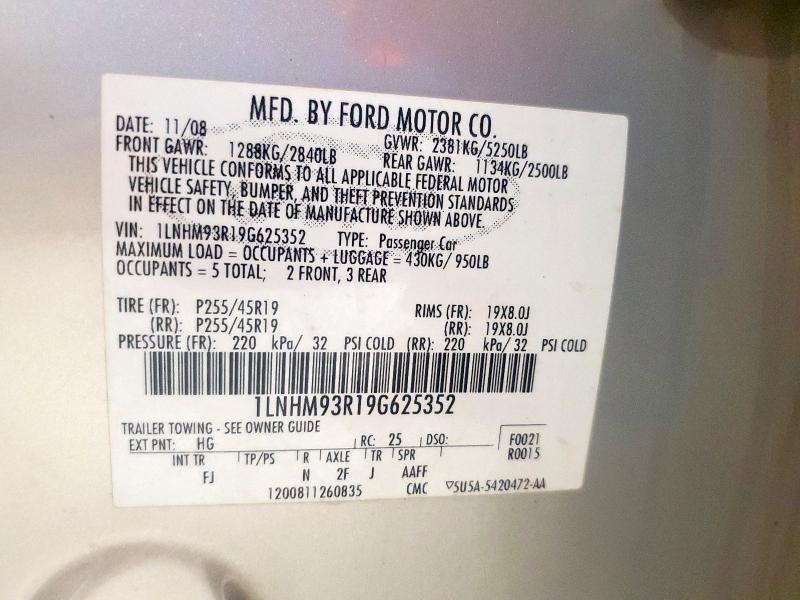 MFD. BY FORD MOTOR CO.
DATE: 11/08 GVWR: 2381KG/5250LB
FRONT GAWR: 1288KG/2840LB REAR GAWR: 1134KG/2500LB
THIS VEHICLE CONFORMS TO ALL APPLICABLE FEDERAL MOTOR
VEHICLE SAFETY, BUMPER, AND THEFT PREVENTION STANDARDS
IN EFFECT ON THE DATE OF MANUFACTURE SHOWN ABOVE.
VIN: 1LNHM93R19G625352 TYPE: Passenger Car
MAXIMUM LOAD = OCCUPANTS + LUGGAGE = 430KG/ 950LB
OCCUPANTS = 5 TOTAL; 2 FRONT, 3 REAR
TIRE (FR): P255/45R19 RIMS (FR): 19X8.0J
(RR): P255/45R19 (RR): 19X8.0J
PRESSURE (FR): 220 kPa/ 32 PSI COLD (RR): 220 kPa/ 32 PSI COLD
1LNHM93R19G625352
TRAILER TOWING - SEE OWNER GUIDE
EXT PNT: HG RC: 25 DSO: F0021
R0015
INT TR TP/PS R AXLE TR SPR
FJ N 2F J AAFF
1200811260835 CMC ▽5U5A-5420472-AA